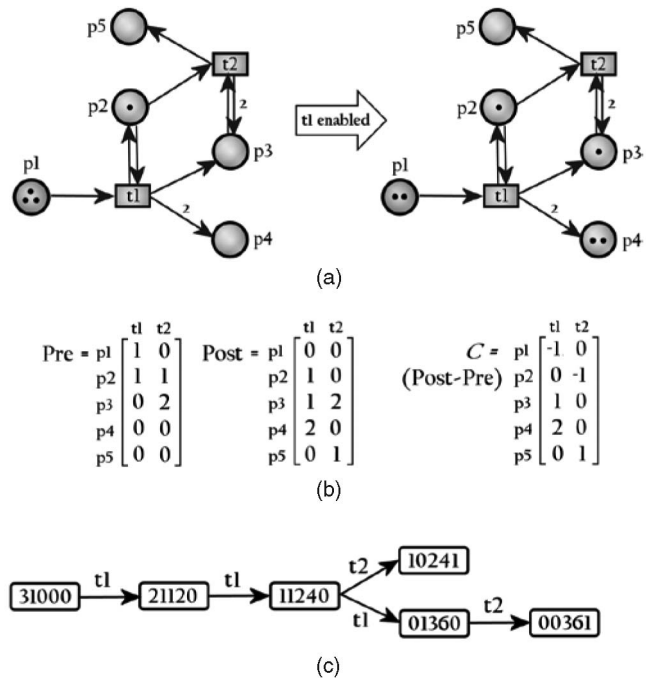 p5
t2
2
p2
p3
p1
t1
2
p4
t1 enabled
p5
t2
2
p2
p3
p1
t1
2
p4
(a)
t1 t2
Pre = p1 1 0
p2 1 1
p3 0 2
p4 0 0
p5 0 0
t1 t2
Post = p1 0 0
p2 1 0
p3 1 2
p4 2 0
p5 0 1
t1 t2
C = p1 -1 0
(Post-Pre) p2 0 -1
p3 1 0
p4 2 0
p5 0 1
(b)
31000
t1
21120
t1
11240
t2
10241
t1
01360
t2
00361
(c)